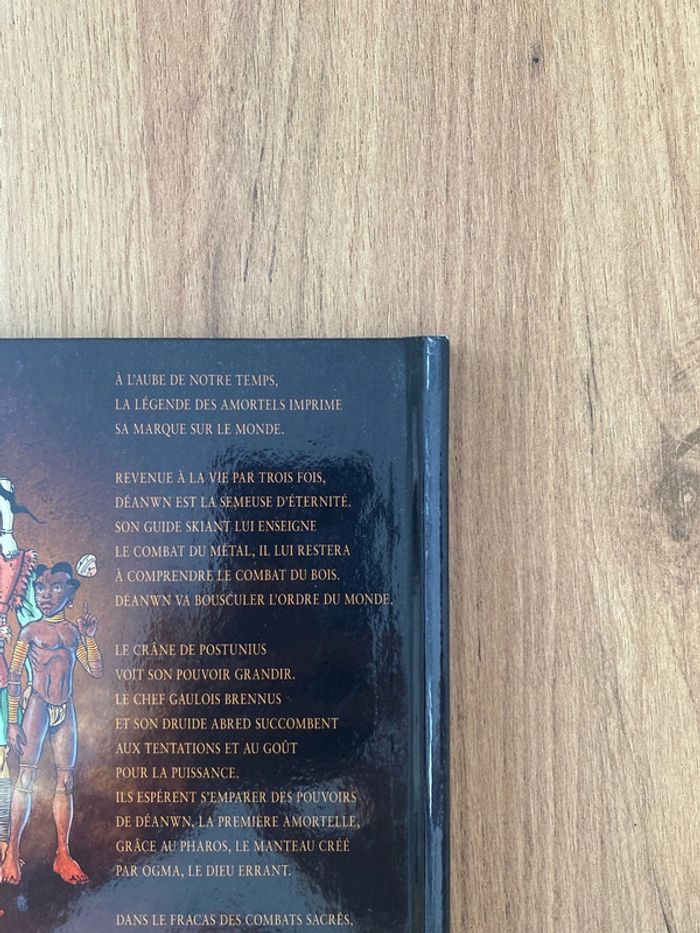 À L'AUBE DE NOTRE TEMPS,
LA LÉGENDE DES AMORTELS IMPRIME
SA MARQUE SUR LE MONDE.
REVENUE À LA VIE PAR TROIS FOIS,
DÉANWN EST LA SEMEUSE D'ÉTERNITÉ.
SON GUIDE SKIANT LUI ENSEIGNE
LE COMBAT DU MÉTAL, IL LUI RESTERA
À COMPRENDRE LE COMBAT DU BOIS.
DÉANWN VA BOUSCULER L'ORDRE DU MONDE.
LE CRÂNE DE POSTUNIUS
VOIT SON POUVOIR GRANDIR.
LE CHEF GAULOIS BRENNUS
ET SON DRUIDE ABRED SUCCOMBENT
AUX TENTATIONS ET AU GOÛT
POUR LA PUISSANCE.
ILS ESPÉRENT S'EMPARER DES POUVOIRS
DE DÉANWN, LA PREMIÈRE AMORTELLE,
GRÂCE AU PHAROS, LE MANTEAU CRÉÉ
PAR OGMA, LE DIEU ERRANT.
DANS LE FRACAS DES COMBATS SACRÉS,